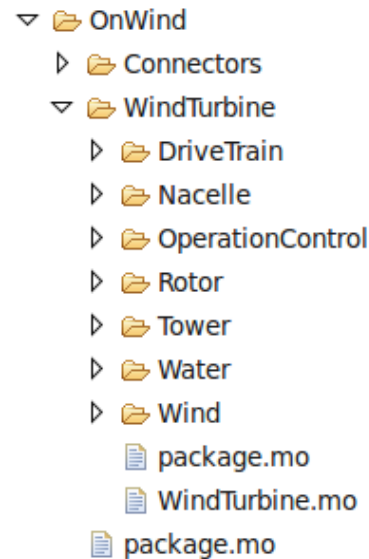 OnWind
Connectors
WindTurbine
DriveTrain
Nacelle
OperationControl
Rotor
Tower
Water
Wind
package.mo
WindTurbine.mo
package.mo